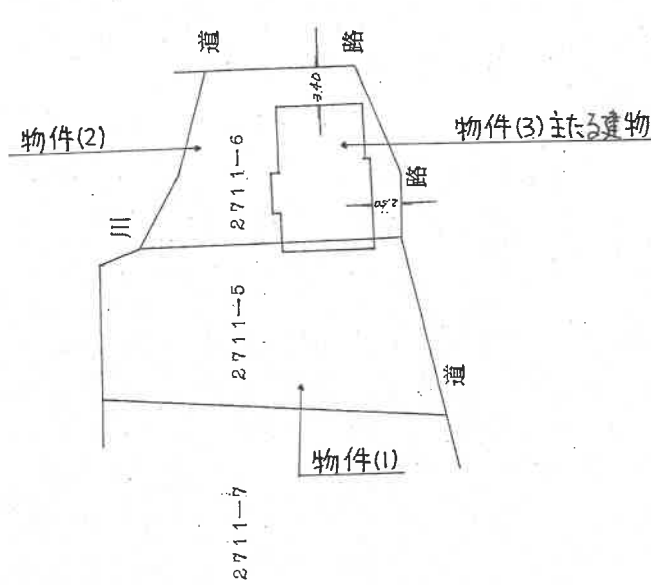 道
路
3.40
物件(2)
物件(3)主たる建物
2711-6
川
路
2.50
2711-5
道
物件(1)
2711-7